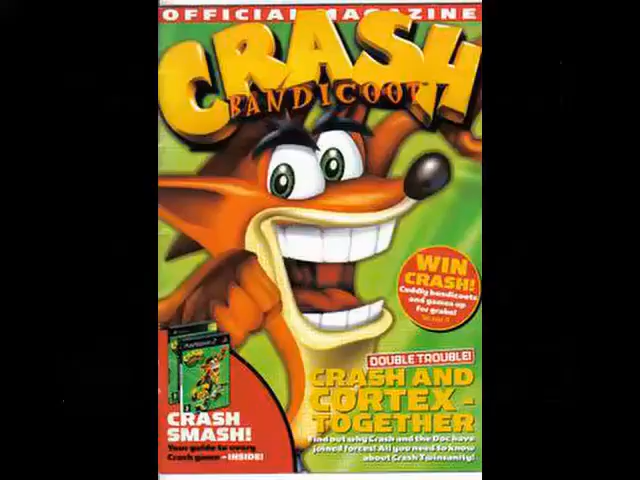 OFFICIAL MAGAZINE
CRASH
BANDICOOT
WIN
CRASH!
Cuddly bandicoots
and games up
for grabs!
DOUBLE TROUBLE!
CRASH AND
CORTEX -
TOGETHER
Find out why Crash and the Doc have
joined forces! All you need to know
about Crash Twinsanity!
PlayStation 2
CRASH
SMASH!
Your guide to every
Crash game - INSIDE!